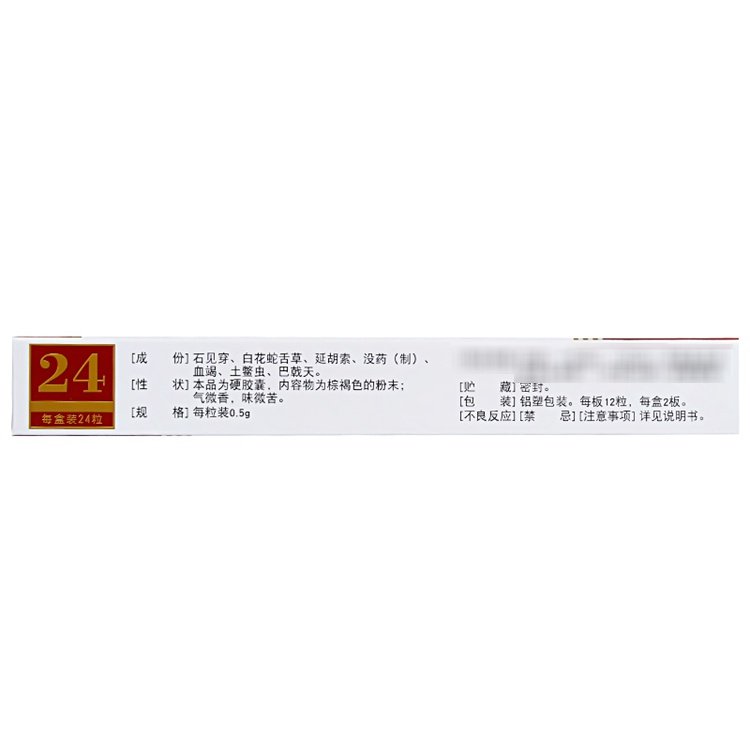 24
每盒装24粒
[成 份] 石见穿、白花蛇舌草、延胡索、没药（制）、
血竭、土鳖虫、巴戟天。
[性 状] 本品为硬胶囊，内容物为棕褐色的粉末；
气微香，味微苦。
[规 格] 每粒装0.5g
[贮 藏] 密封。
[包 装] 铝塑包装。每板12粒，每盒2板。
[不良反应] [禁 忌] [注意事项] 详见说明书。